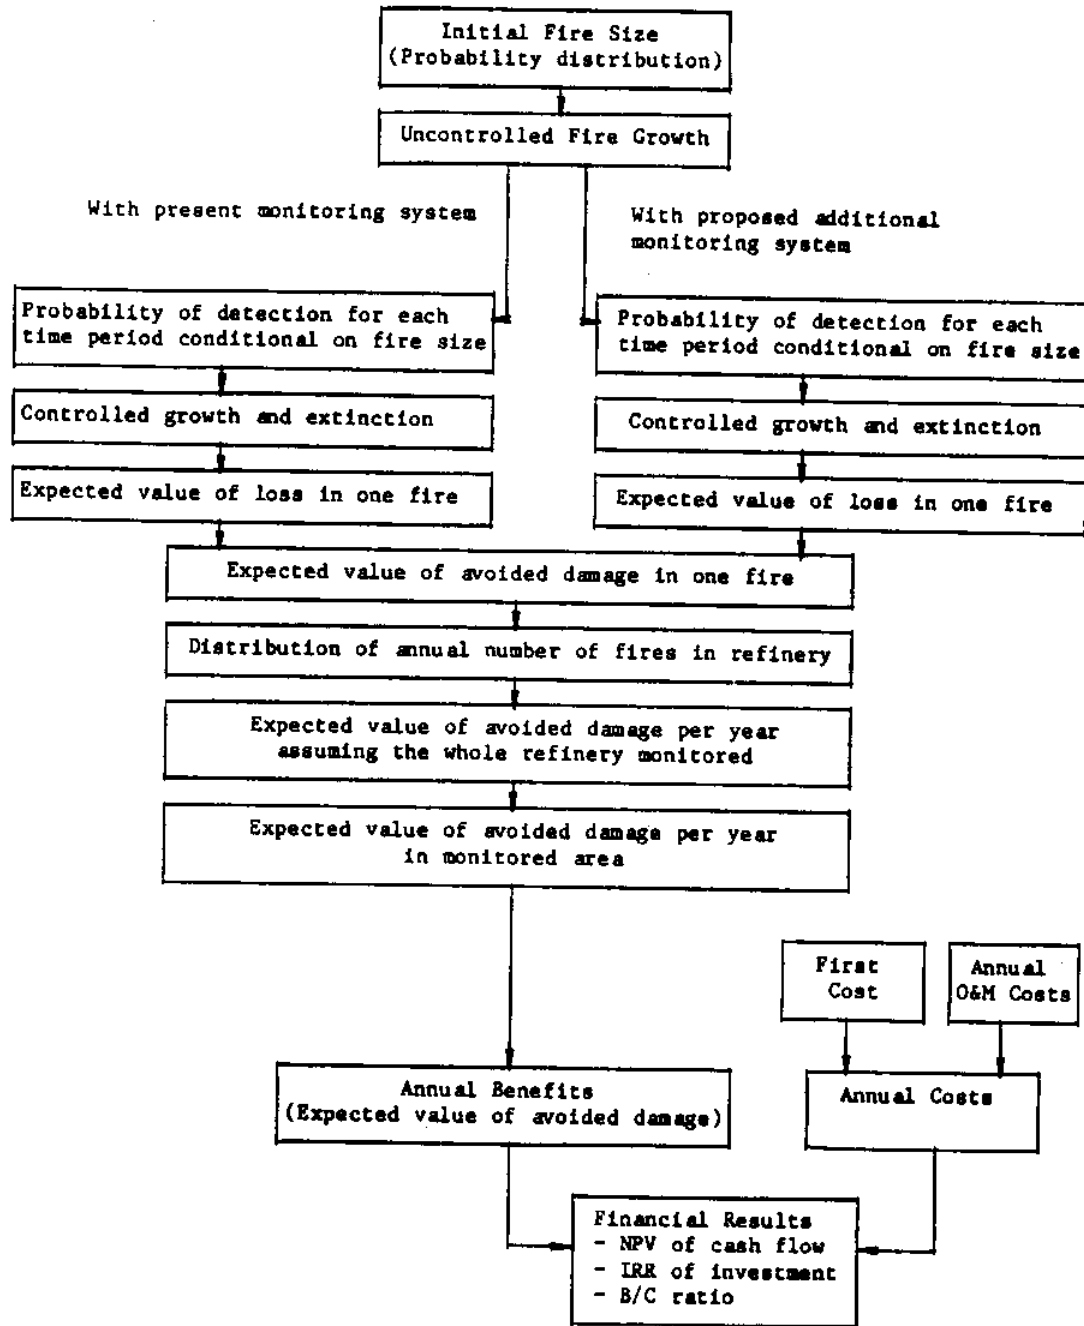 Initial Fire Size
(Probability distribution)
Uncontrolled Fire Growth
With present monitoring system
With proposed additional
monitoring system
Probability of detection for each
time period conditional on fire size
Controlled growth and extinction
Expected value of loss in one fire
Probability of detection for each
time period conditional on fire size
Controlled growth and extinction
Expected value of loss in one fire
Expected value of avoided damage in one fire
Distribution of annual number of fires in refinery
Expected value of avoided damage per year
assuming the whole refinery monitored
Expected value of avoided damage per year
in monitored area
First
Cost
Annual
O&M Costs
Annual Benefits
(Expected value of avoided damage)
Annual Costs
Financial Results
- NPV of cash flow
- IRR of investment
- B/C ratio